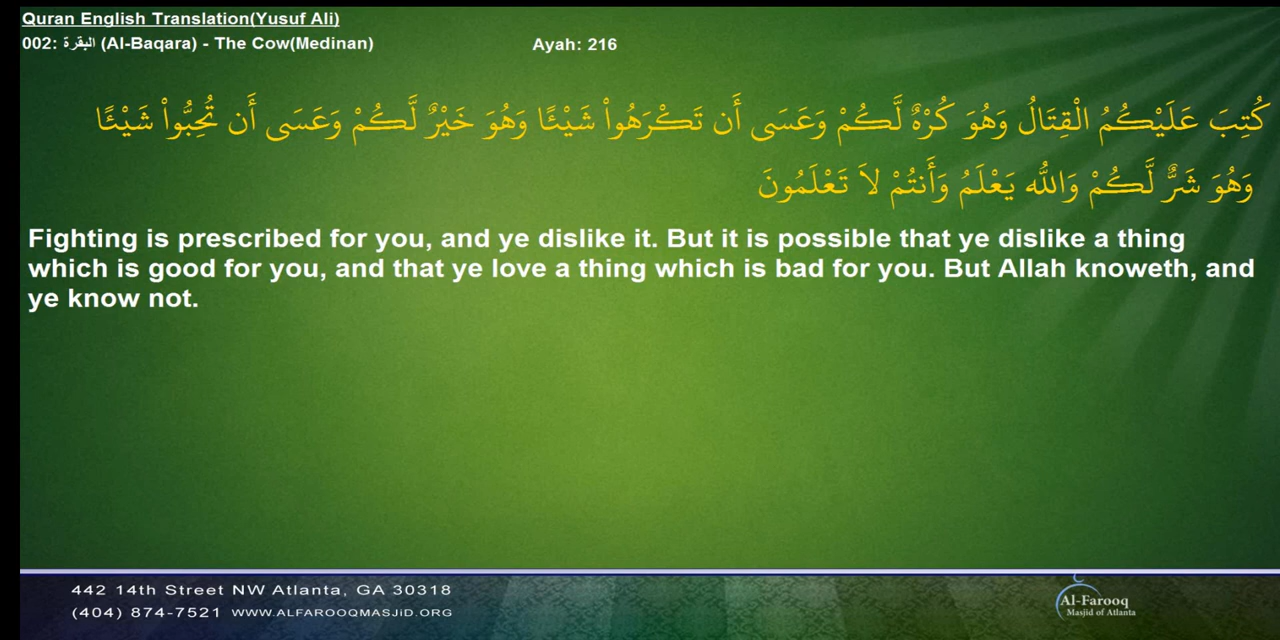 Quran English Translation(Yusuf Ali)
002: البقرة (Al-Baqara) - The Cow(Medinan)
Ayah: 216
كُتِبَ عَلَيْكُمُ الْقِتَالُ وَهُوَ كُرْهٌ لَّكُمْ وَعَسَى أَن تَكْرَهُواْ شَيْئًا وَهُوَ خَيْرٌ لَّكُمْ وَعَسَى أَن تُحِبُّواْ شَيْئًا
وَهُوَ شَرٌّ لَّكُمْ وَاللّهُ يَعْلَمُ وَأَنتُمْ لاَ تَعْلَمُونَ
Fighting is prescribed for you, and ye dislike it. But it is possible that ye dislike a thing
which is good for you, and that ye love a thing which is bad for you. But Allah knoweth, and
ye know not.
442 14th Street NW Atlanta, GA 30318
(404) 874-7521 WWW.ALFAROOQMASJiD.ORG
Al-Farooq
Masjid of Atlanta